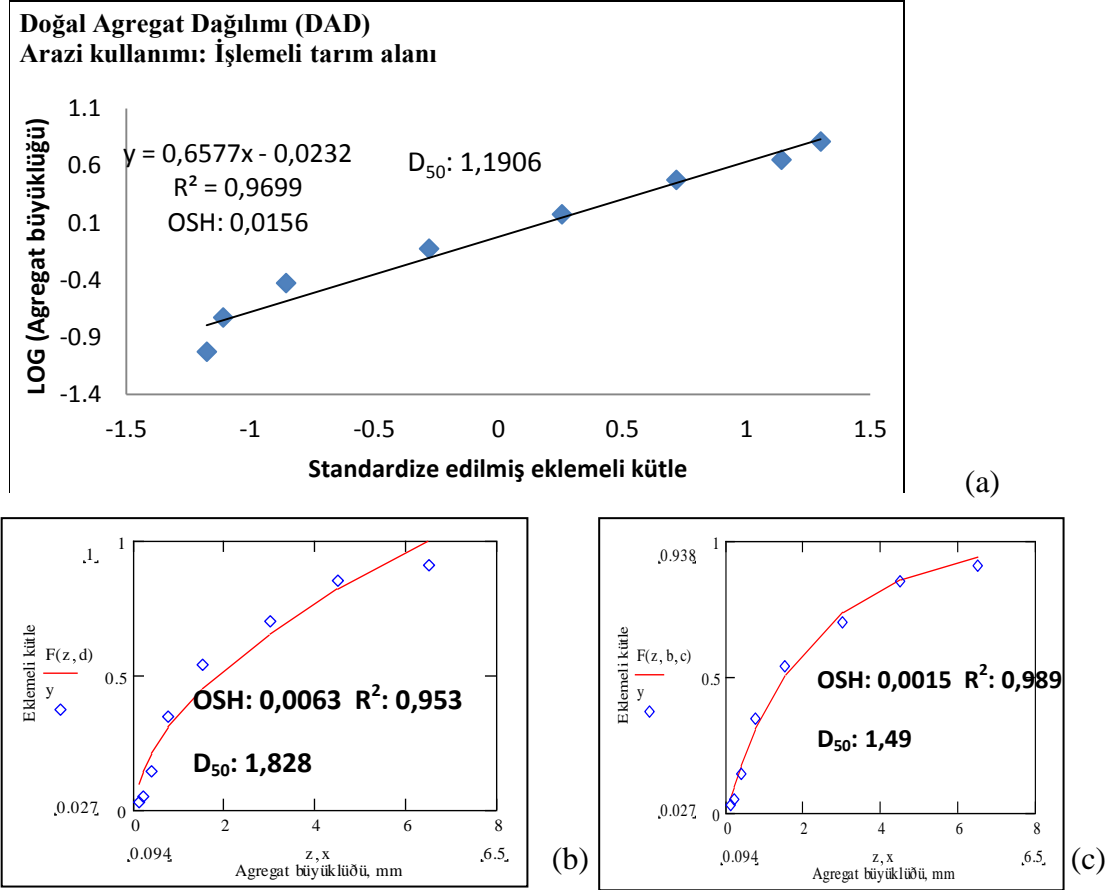 Doğal Agregat Dağılımı (DAD)
Arazi kullanımı: İşlemeli tarım alanı
LOG (Agregat büyüklüğü)
1.1
0.6
0.1
-0.4
-0.9
-1.4
y = 0,6577x - 0,0232
R² = 0,9699
OSH: 0,0156
D₅₀: 1,1906
-1.5 -1 -0.5 0 0.5 1 1.5
Standardize edilmiş eklemeli kütle
(a)
1
1
Eklemeli kütle
F(z,d)
y
0.5
OSH: 0,0063 R²: 0,953
D₅₀: 1,828
0.027
0
0 2 4 6 8
0.094 z,x 6.5
Agregat büyüklüðü, mm
(b)
1
0.938
Eklemeli kütle
F(z,b,c)
y
0.5
OSH: 0,0015 R²: 0,989
D₅₀: 1,49
0.027
0
0 2 4 6 8
0.094 z,x 6.5
Agregat büyüklüðü, mm
(c)